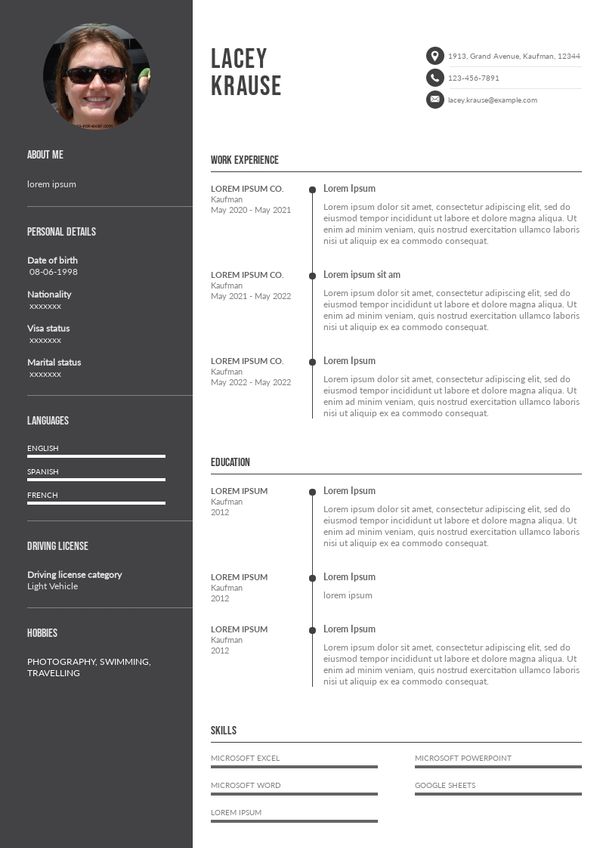 LACEY
KRAUSE
1913, Grand Avenue, Kaufman, 12344
123-456-7891
lacey.krause@example.com
ABOUT ME
lorem ipsum
PERSONAL DETAILS
Date of birth
08-06-1998
Nationality
xxxxxxx
Visa status
xxxxxxx
Marital status
xxxxxxx
LANGUAGES
ENGLISH
SPANISH
FRENCH
DRIVING LICENSE
Driving license category
Light Vehicle
HOBBIES
PHOTOGRAPHY, SWIMMING,
TRAVELLING
WORK EXPERIENCE
LOREM IPSUM CO.
Kaufman
May 2020 - May 2021
Lorem Ipsum
Lorem ipsum dolor sit amet, consectetur adipiscing elit, sed do
eiusmod tempor incididunt ut labore et dolore magna aliqua. Ut
enim ad minim veniam, quis nostrud exercitation ullamco laboris
nisi ut aliquip ex ea commodo consequat.
LOREM IPSUM CO.
Kaufman
May 2021 - May 2022
Lorem ipsum sit am
Lorem ipsum dolor sit amet, consectetur adipiscing elit, sed do
eiusmod tempor incididunt ut labore et dolore magna aliqua. Ut
enim ad minim veniam, quis nostrud exercitation ullamco laboris
nisi ut aliquip ex ea commodo consequat.
LOREM IPSUM CO.
Kaufman
May 2022 - May 2022
Lorem Ipsum
Lorem ipsum dolor sit amet, consectetur adipiscing elit, sed do
eiusmod tempor incididunt ut labore et dolore magna aliqua. Ut
enim ad minim veniam, quis nostrud exercitation ullamco laboris
nisi ut aliquip ex ea commodo consequat.
EDUCATION
LOREM IPSUM
Kaufman
2012
Lorem Ipsum
Lorem ipsum dolor sit amet, consectetur adipiscing elit, sed do
eiusmod tempor incididunt ut labore et dolore magna aliqua. Ut
enim ad minim veniam, quis nostrud exercitation ullamco laboris
nisi ut aliquip ex ea commodo consequat.
LOREM IPSUM
Kaufman
2012
Lorem Ipsum
lorem ipsum
LOREM IPSUM
Kaufman
2012
Lorem Ipsum
Lorem ipsum dolor sit amet, consectetur adipiscing elit, sed do
eiusmod tempor incididunt ut labore et dolore magna aliqua. Ut
enim ad minim veniam, quis nostrud exercitation ullamco laboris
nisi ut aliquip ex ea commodo consequat.
SKILLS
MICROSOFT EXCEL
MICROSOFT POWERPOINT
MICROSOFT WORD
GOOGLE SHEETS
LOREM IPSUM